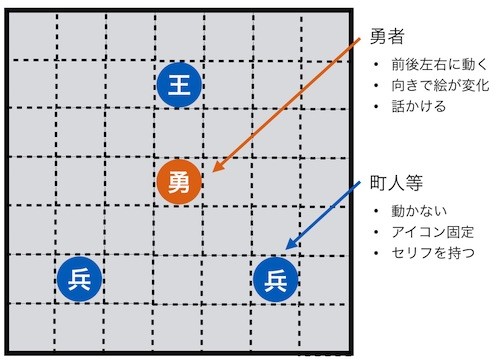 王
勇
兵
兵
勇者
• 前後左右に動く
• 向きで絵が変化
• 話かける
町人等
• 動かない
• アイコン固定
• セリフを持つ